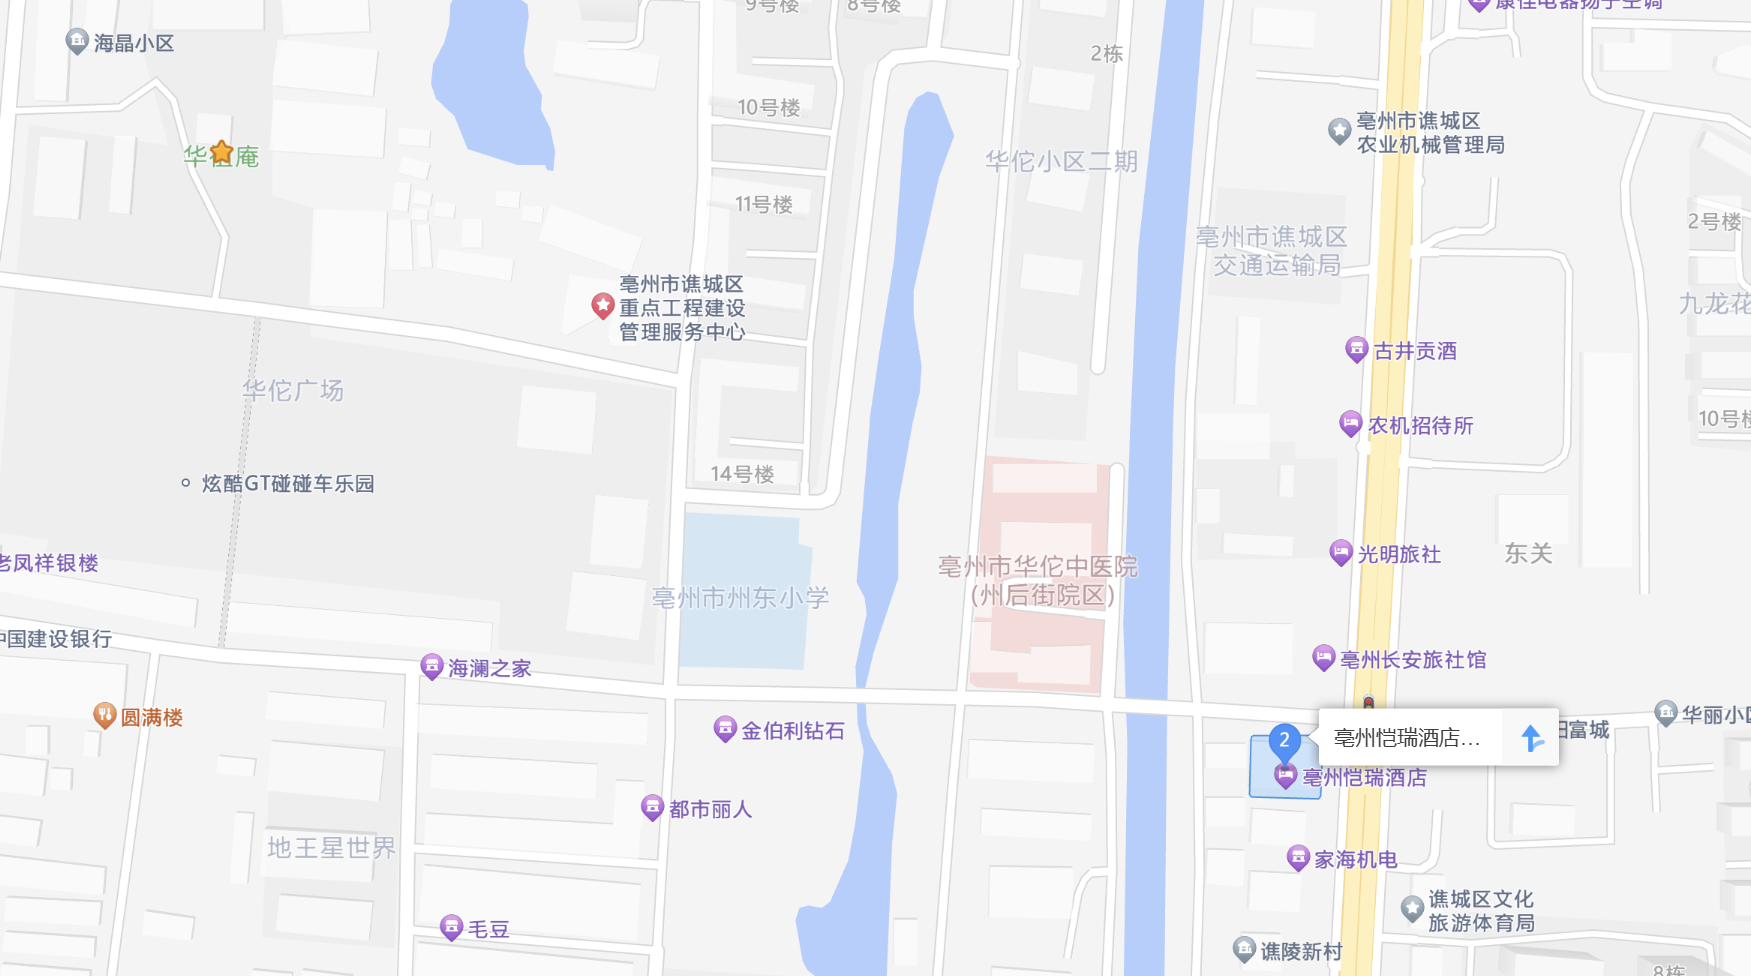 9号楼
8号楼
康佳电器扬子空调
海晶小区
2栋
10号楼
亳州市谯城区
农业机械管理局
华祖庵
华佗小区二期
11号楼
2号楼
亳州市谯城区
交通运输局
亳州市谯城区
重点工程建设
管理服务中心
九龙花
古井贡酒
华佗广场
农机招待所
10号楼
14号楼
炫酷GT碰碰车乐园
光明旅社
东关
老凤祥银楼
亳州市华佗中医院
(州后街院区)
亳州市州东小学
中国建设银行
亳州长安旅社馆
海澜之家
圆满楼
华丽小区
金伯利钻石
富城
2
亳州恺瑞酒店...
亳州恺瑞酒店
都市丽人
地王星世界
家海机电
谯城区文化
旅游体育局
毛豆
谯陵新村
8栋